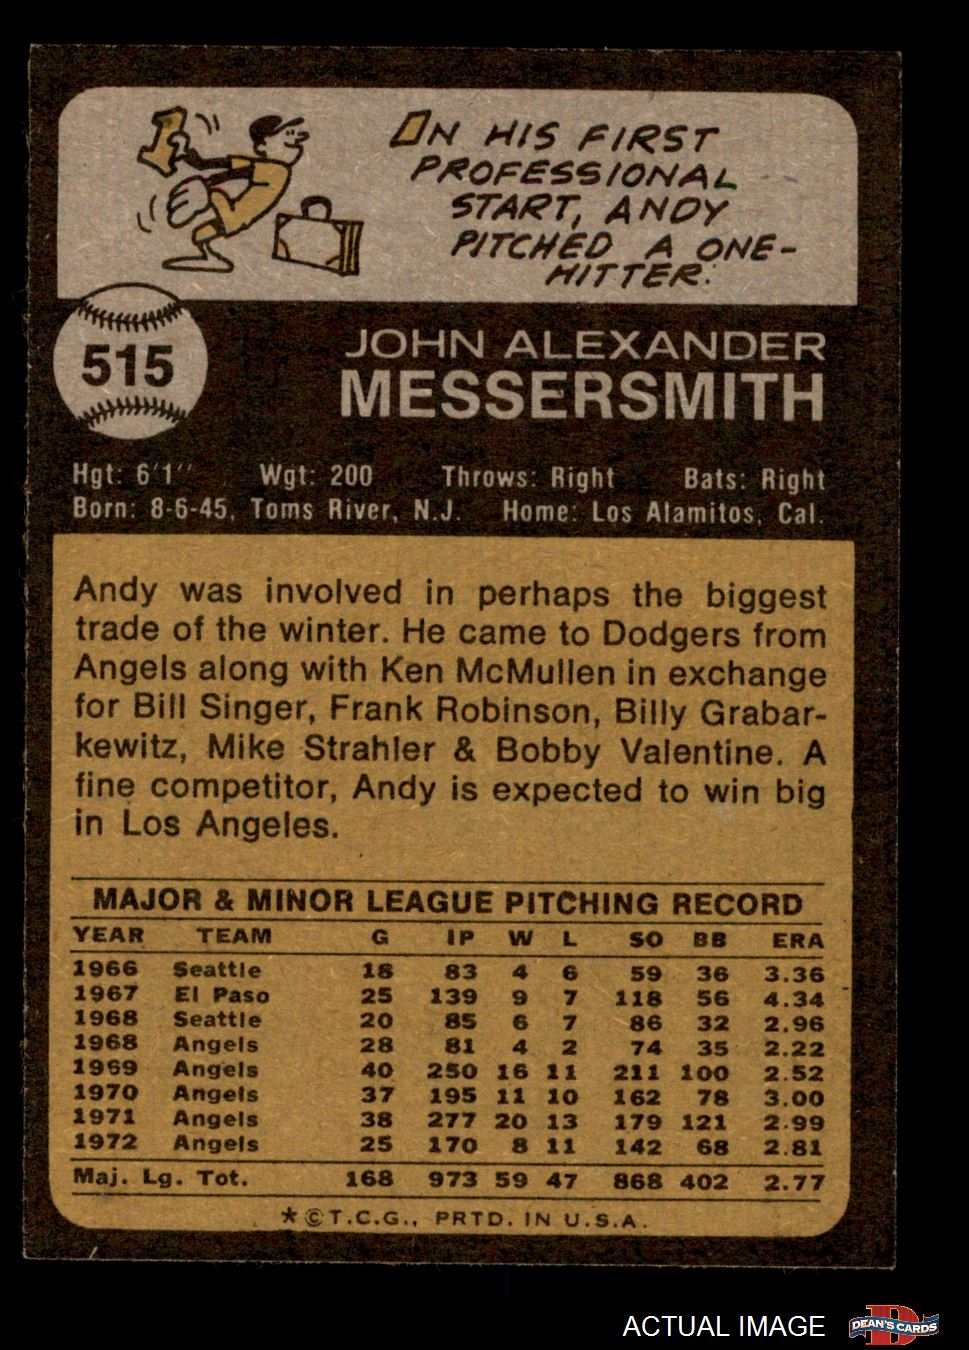 IN HIS FIRST
PROFESSIONAL
START, ANDY
PITCHED A ONE-
HITTER.
515
JOHN ALEXANDER
MESSERSMITH
Hgt: 6'1" Wgt: 200 Throws: Right Bats: Right
Born: 8-6-45, Toms River, N.J. Home: Los Alamitos, Cal.
Andy was involved in perhaps the biggest
trade of the winter. He came to Dodgers from
Angels along with Ken McMullen in exchange
for Bill Singer, Frank Robinson, Billy Grabar-
kewitz, Mike Strahler & Bobby Valentine. A
fine competitor, Andy is expected to win big
in Los Angeles.
MAJOR & MINOR LEAGUE PITCHING RECORD
YEAR TEAM G IP W L SO BB ERA
1966 Seattle 18 83 4 6 59 36 3.36
1967 El Paso 25 139 9 7 118 56 4.34
1968 Seattle 20 85 6 7 86 32 2.96
1968 Angels 28 81 4 2 74 35 2.22
1969 Angels 40 250 16 11 211 100 2.52
1970 Angels 37 195 11 10 162 78 3.00
1971 Angels 38 277 20 13 179 121 2.99
1972 Angels 25 170 8 11 142 68 2.81
Maj. Lg. Tot. 168 973 59 47 868 402 2.77
*©T.C.G., PRTD. IN U.S.A.
ACTUAL IMAGE
D
DEAN'S CARDS